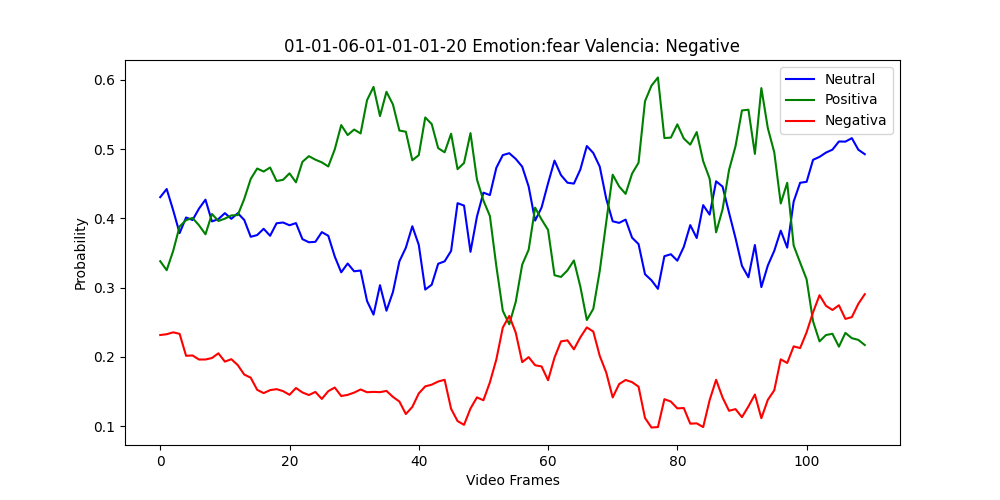 01-01-06-01-01-01-20 Emotion:fear Valencia: Negative
Neutral
Positiva
Negativa
0.6
0.5
0.4
0.3
0.2
0.1
Probability
0 20 40 60 80 100
Video Frames